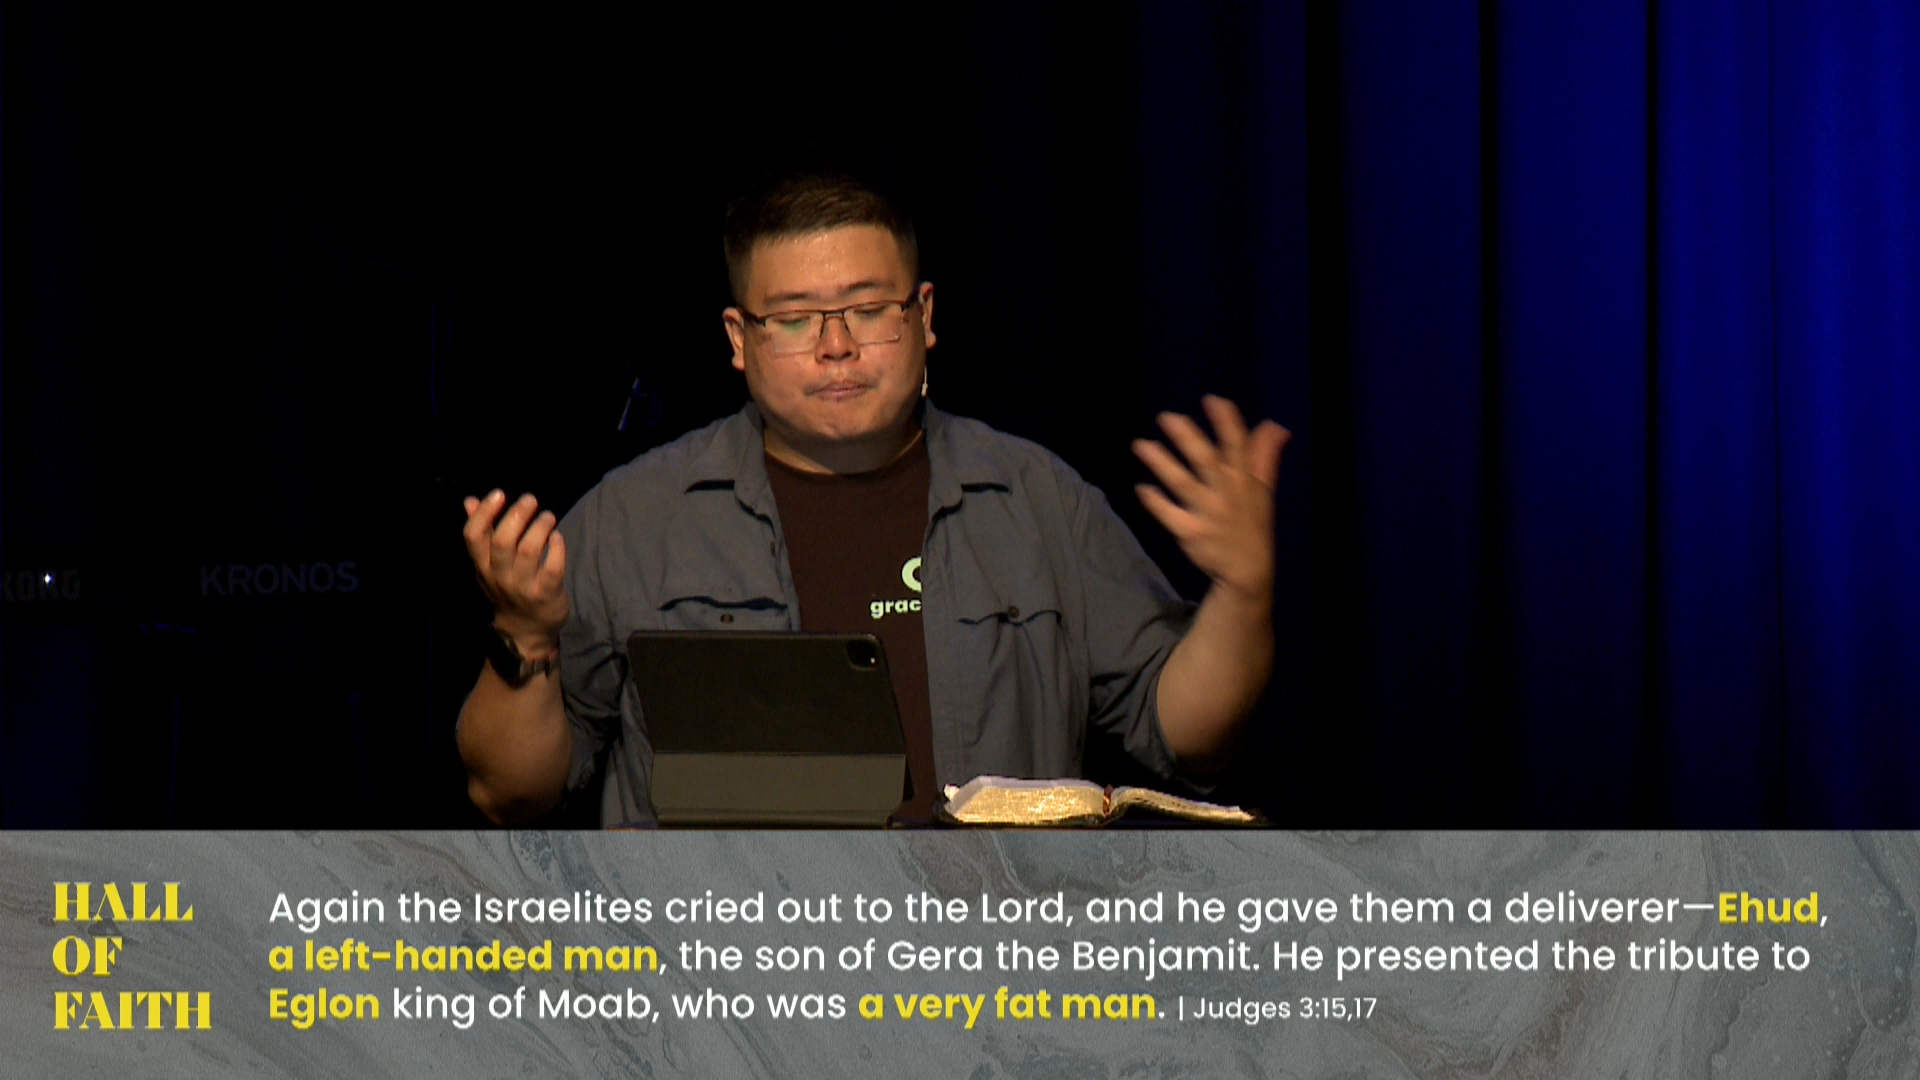 KORG
KRONOS
grac
HALL
OF
FAITH
Again the Israelites cried out to the Lord, and he gave them a deliverer—Ehud,
a left-handed man, the son of Gera the Benjamit. He presented the tribute to
Eglon king of Moab, who was a very fat man. | Judges 3:15,17